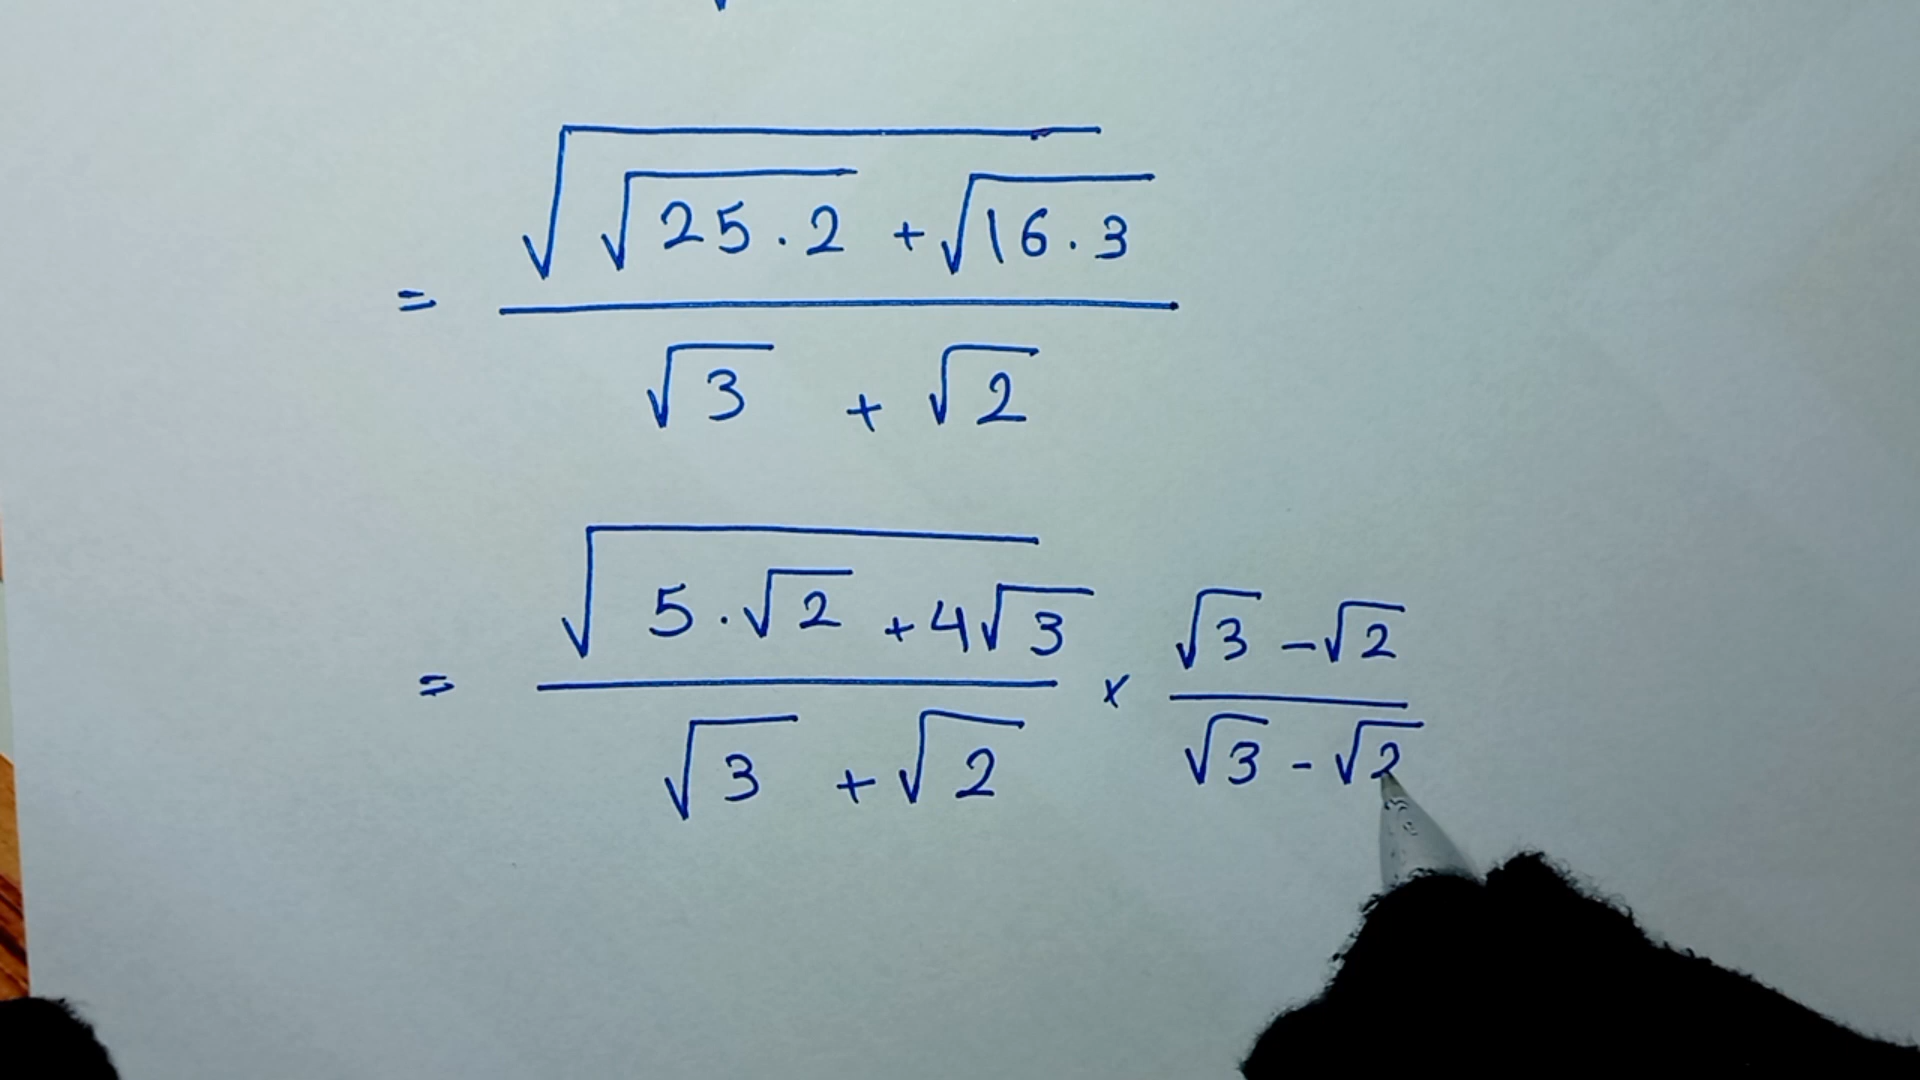 = √(√25.2 + √16.3) / (√3 + √2)
= √(5.√2 + 4√3) / (√3 + √2) × (√3 - √2) / (√3 - √2)